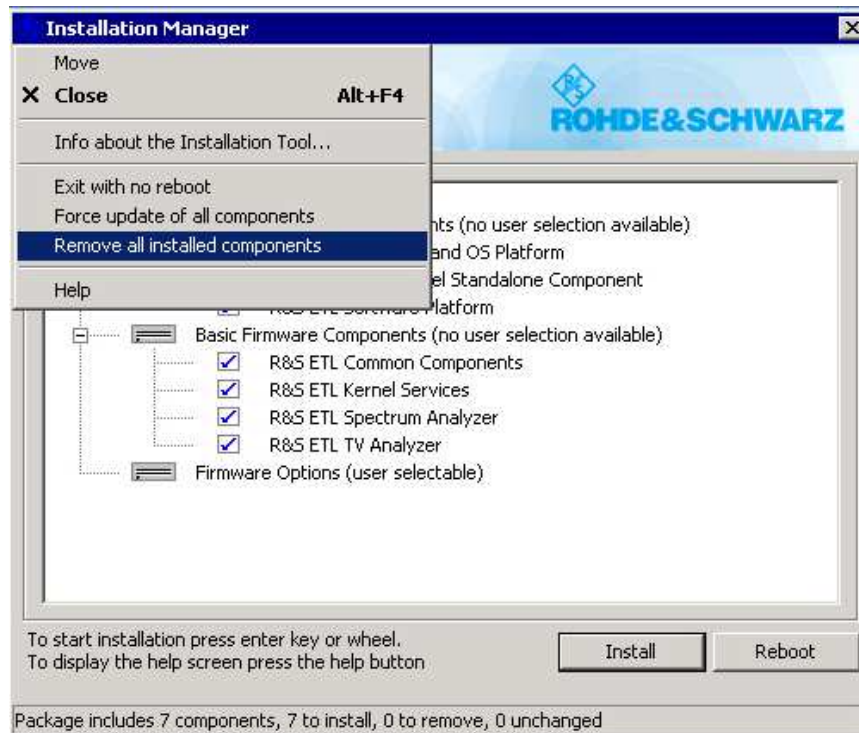 Installation Manager
Move
Close Alt+F4
Info about the Installation Tool...
Exit with no reboot
Force update of all components
Remove all installed components
Help
R&S
ROHDE&SCHWARZ
(no user selection available)
and OS Platform
Standalone Component
R&S ETL Software Platform
Basic Firmware Components (no user selection available)
R&S ETL Common Components
R&S ETL Kernel Services
R&S ETL Spectrum Analyzer
R&S ETL TV Analyzer
Firmware Options (user selectable)
To start installation press enter key or wheel.
To display the help screen press the help button
Install
Reboot
Package includes 7 components, 7 to install, 0 to remove, 0 unchanged